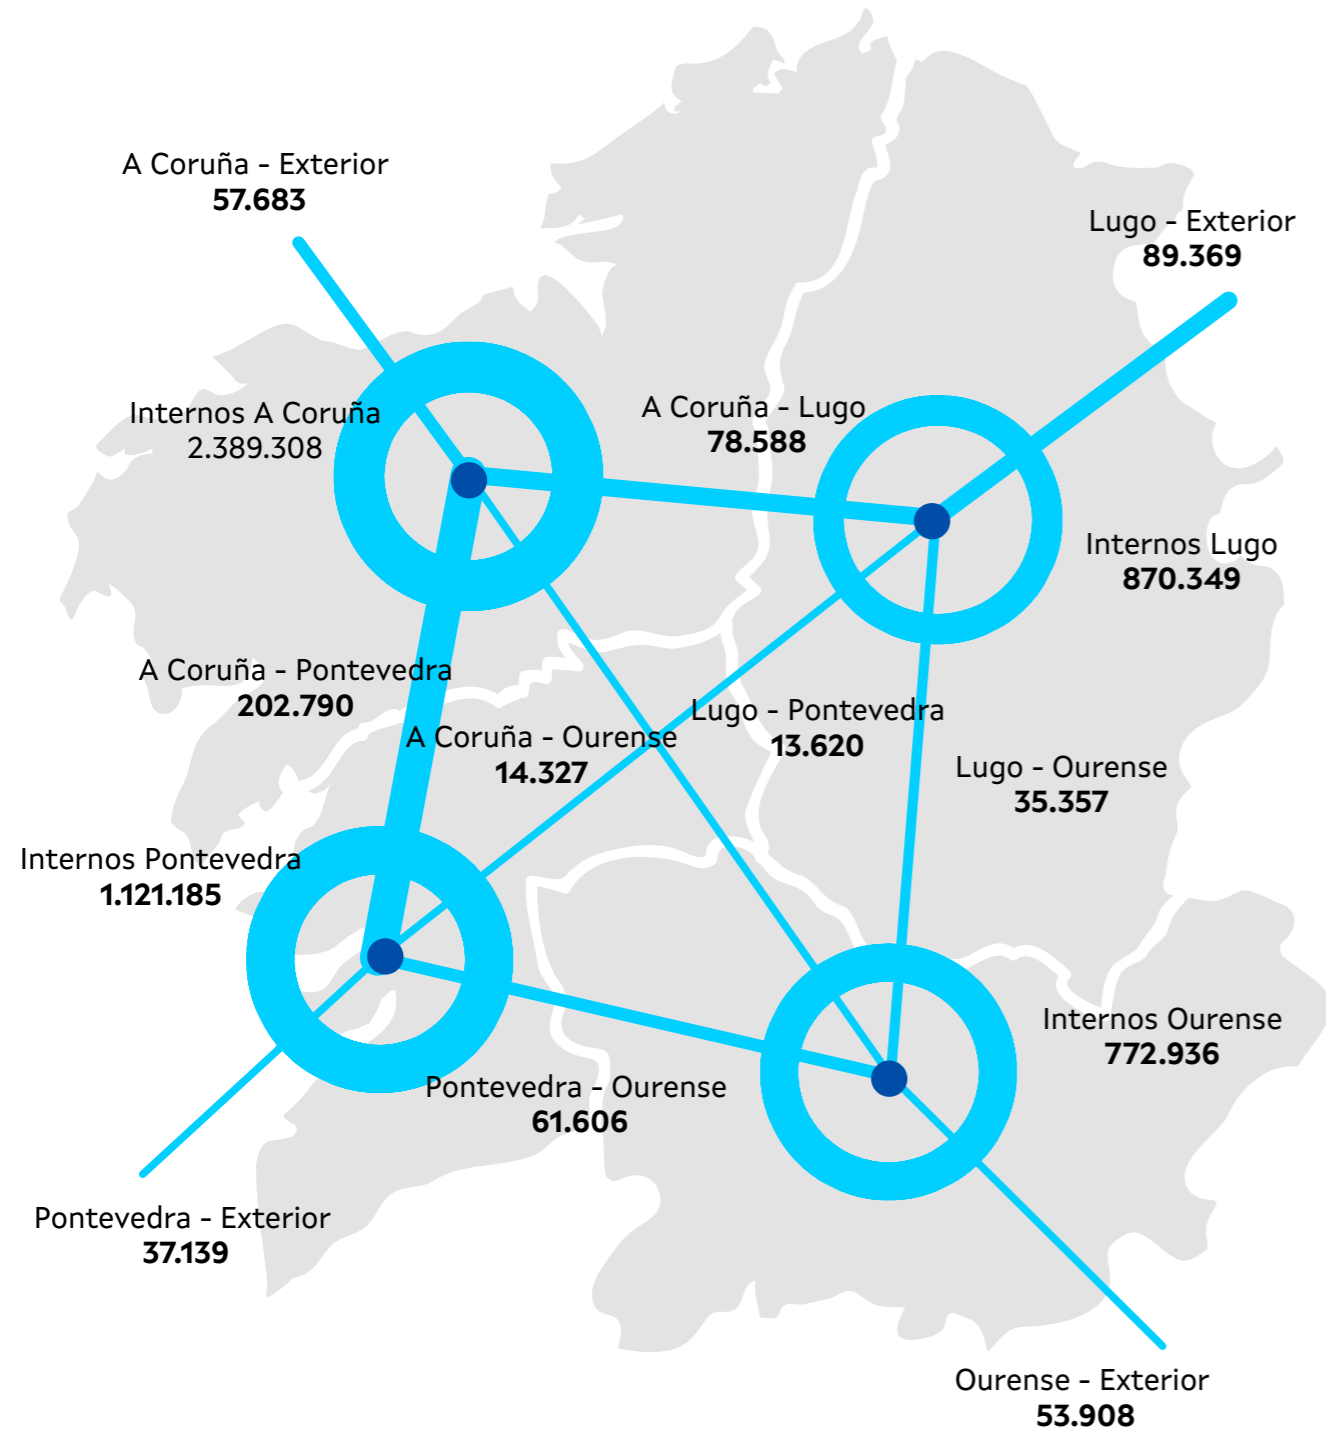 A Coruña - Exterior
57.683
Lugo - Exterior
89.369
Internos A Coruña
2.389.308
A Coruña - Lugo
78.588
Internos Lugo
870.349
A Coruña - Pontevedra
202.790
Lugo - Pontevedra
13.620
A Coruña - Ourense
14.327
Lugo - Ourense
35.357
Internos Pontevedra
1.121.185
Internos Ourense
772.936
Pontevedra - Ourense
61.606
Pontevedra - Exterior
37.139
Ourense - Exterior
53.908